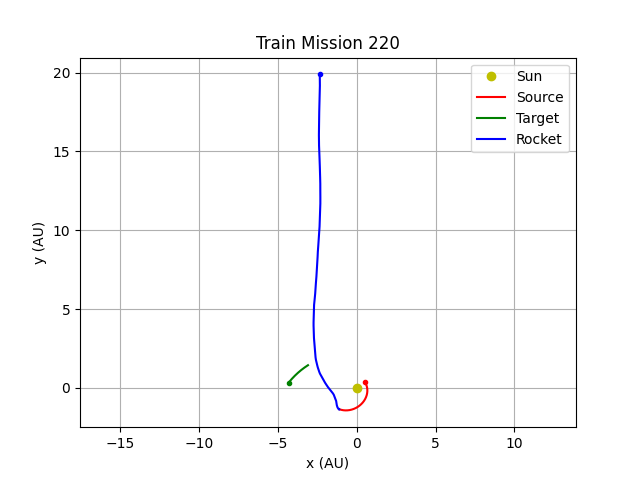 Train Mission 220
Sun
Source
Target
Rocket
20
15
10
5
0
y (AU)
−15
−10
−5
0
5
10
x (AU)